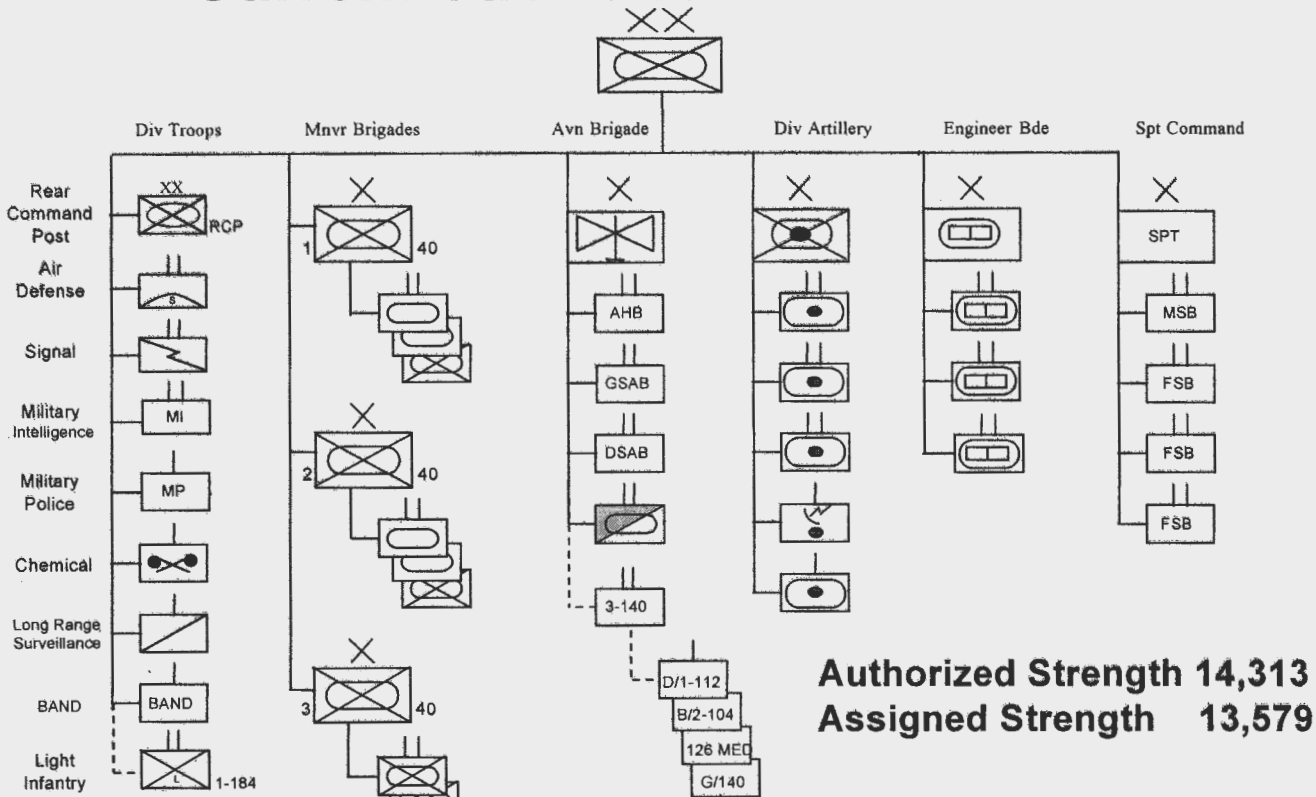 XX
Div Troops
Mnvr Brigades
Avn Brigade
Div Artillery
Engineer Bde
Spt Command
Rear
Command
Post
XX
RCP
1
40
SPT
Air
Defense
S
AHB
MSB
Signal
GSAB
FSB
Military
Intelligence
MI
2
40
DSAB
FSB
Military
Police
MP
FSB
Chemical
3-140
Long Range
Surveillance
D/1-112
B/2-104
126 MED
G/140
BAND
BAND
3
40
Light
Infantry
L
1-184
Authorized Strength 14,313
Assigned Strength 13,579